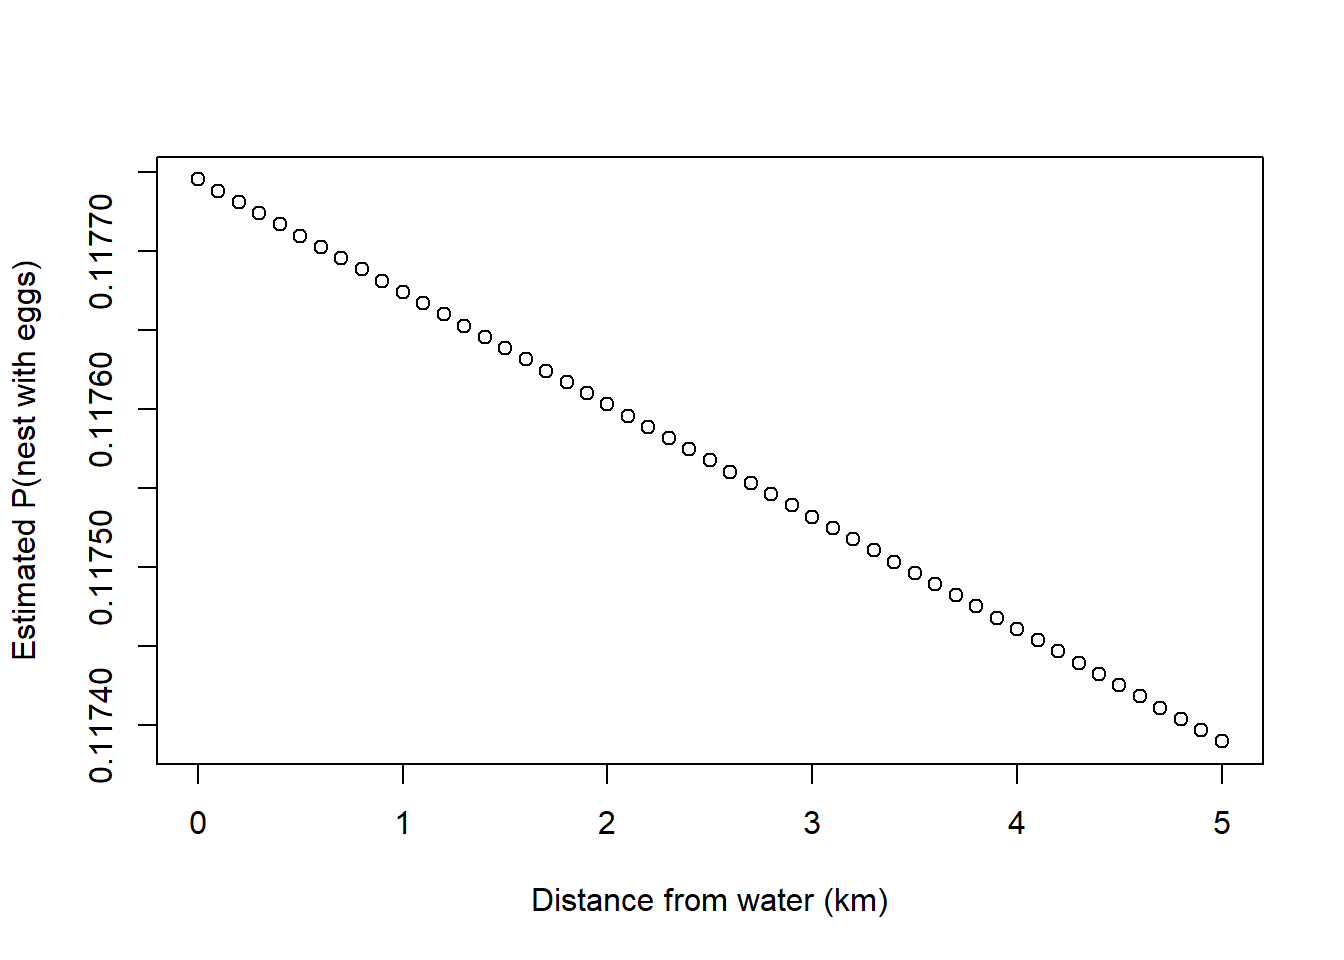 Estimated P(nest with eggs)
0.11770
0.11760
0.11750
0.11740
0 1 2 3 4 5
Distance from water (km)